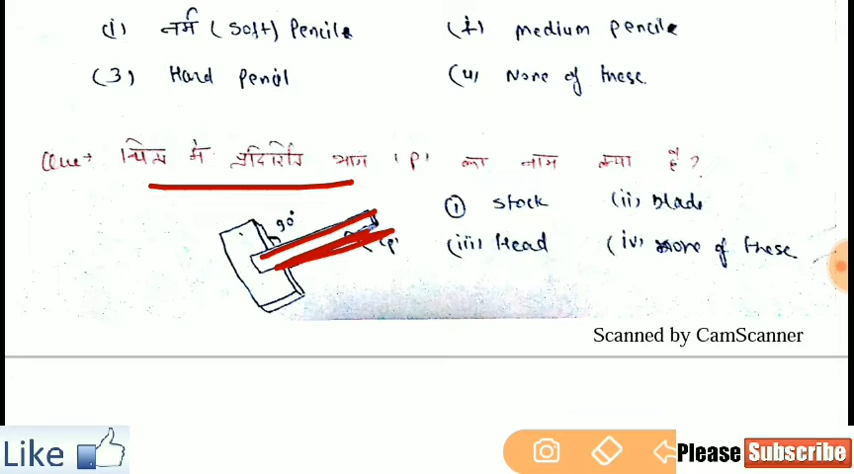 (i) नर्म (Soft) Pencile (ii) medium pencile
(3) Hard Pencil (4) None of these
Que → चित्र में प्रदर्शित भाग 'P' का नाम क्या है?
90°
(i) Stock (ii) blade
'P'
(iii) Head (iv) None of these
Scanned by CamScanner
Like
Please Subscribe